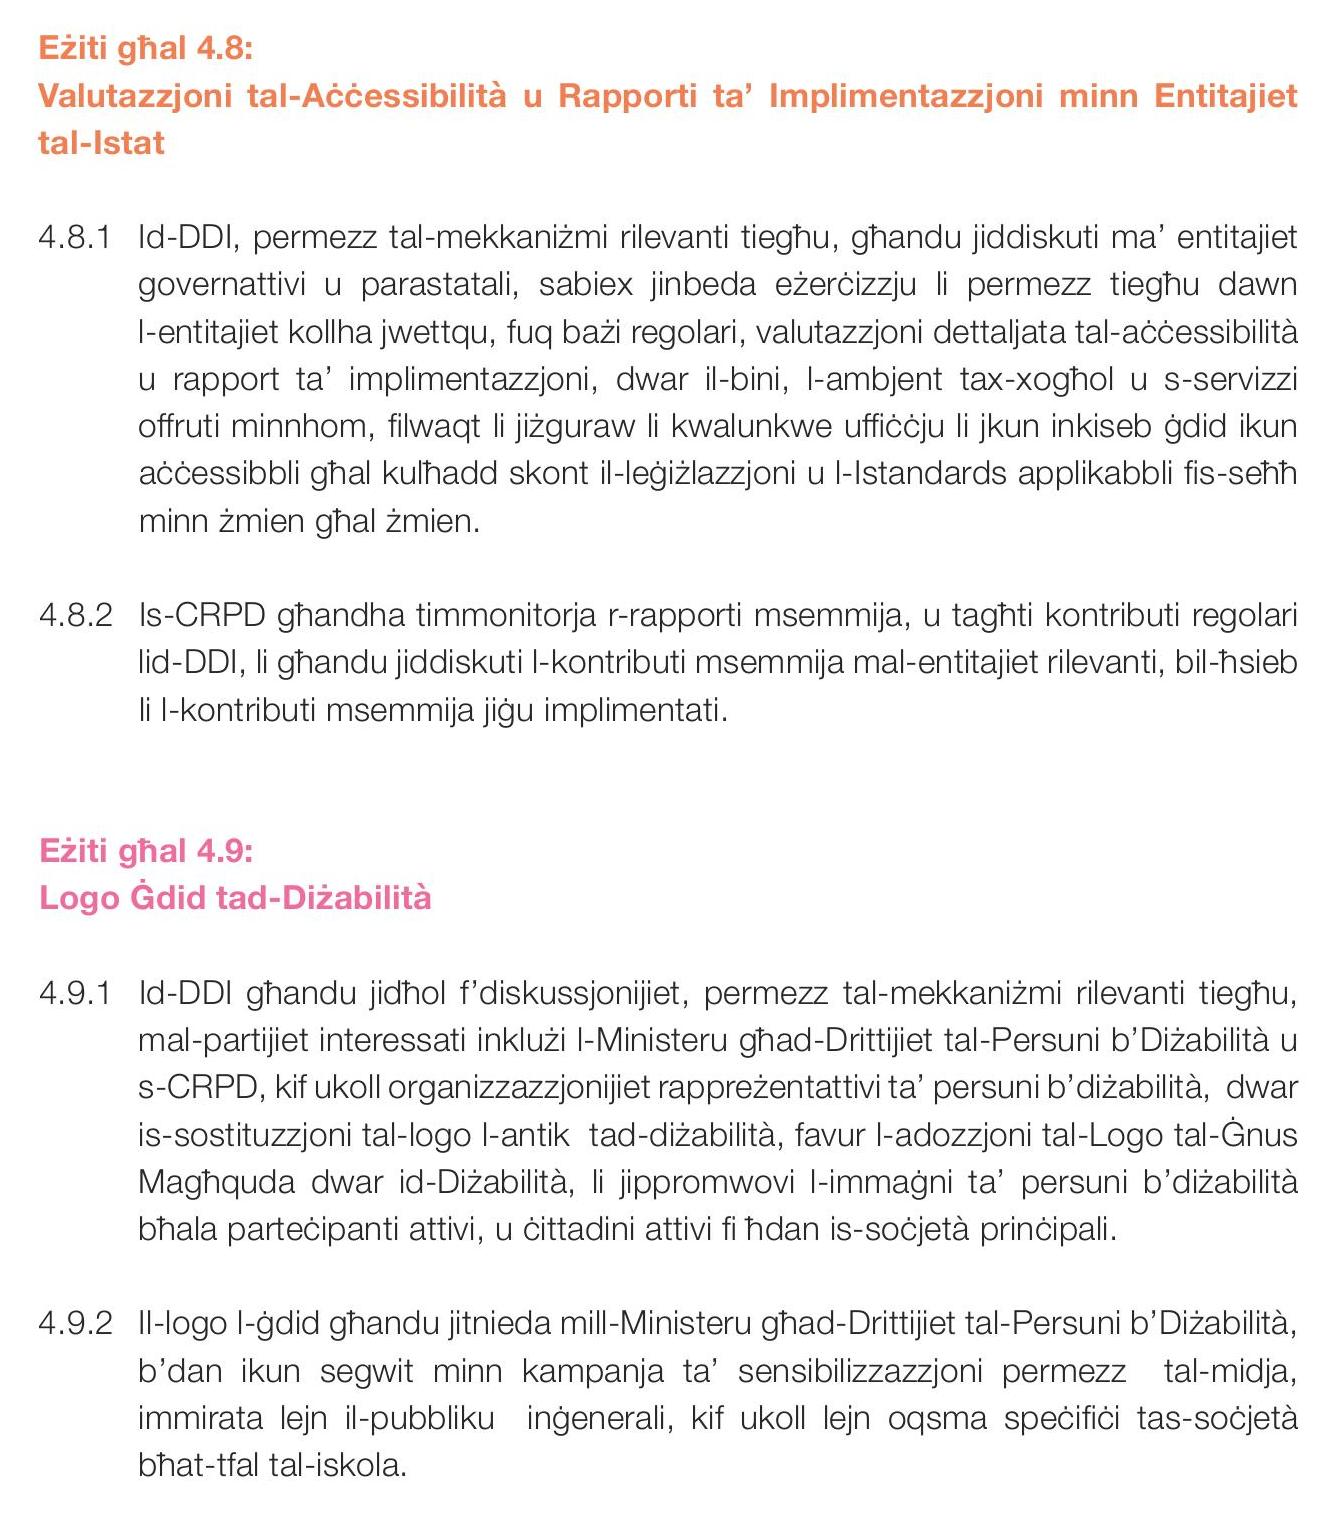 Eżiti għal 4.8:
Valutazzjoni tal-Aċċessibilità u Rapporti ta’ Implimentazzjoni minn Entitajiet
tal-Istat
4.8.1 Id-DDI, permezz tal-mekkaniżmi rilevanti tiegħu, għandu jiddiskuti ma’ entitajiet
governattivi u parastatali, sabiex jinbeda eżerċizzju li permezz tiegħu dawn
l-entitajiet kollha jwettqu, fuq bażi regolari, valutazzjoni dettaljata tal-aċċessibilità
u rapport ta’ implimentazzjoni, dwar il-bini, l-ambjent tax-xogħol u s-servizzi
offruti minnhom, filwaqt li jiżguraw li kwalunkwe uffiċċju li jkun inkiseb ġdid ikun
aċċessibbli għal kulħadd skont il-leġiżlazzjoni u l-Istandards applikabbli fis-seħħ
minn żmien għal żmien.
4.8.2 Is-CRPD għandha timmonitorja r-rapporti msemmija, u tagħti kontributi regolari
lid-DDI, li għandu jiddiskuti l-kontributi msemmija mal-entitajiet rilevanti, bil-ħsieb
li l-kontributi msemmija jiġu implimentati.
Eżiti għal 4.9:
Logo Ġdid tad-Diżabilità
4.9.1 Id-DDI għandu jidħol f’diskussjonijiet, permezz tal-mekkaniżmi rilevanti tiegħu,
mal-partijiet interessati inklużi l-Ministeru għad-Drittijiet tal-Persuni b’Diżabilità u
s-CRPD, kif ukoll organizzazzjonijiet rappreżentattivi ta’ persuni b’diżabilità, dwar
is-sostituzzjoni tal-logo l-antik tad-diżabilità, favur l-adozzjoni tal-Logo tal-Ġnus
Magħquda dwar id-Diżabilità, li jippromwovi l-immaġni ta’ persuni b’diżabilità
bħala parteċipanti attivi, u ċittadini attivi fi ħdan is-soċjetà prinċipali.
4.9.2 Il-logo l-ġdid għandu jitnieda mill-Ministeru għad-Drittijiet tal-Persuni b’Diżabilità,
b’dan ikun segwit minn kampanja ta’ sensibilizzazzjoni permezz tal-midja,
immirata lejn il-pubbliku inġenerali, kif ukoll lejn oqsma speċifiċi tas-soċjetà
bħat-tfal tal-iskola.